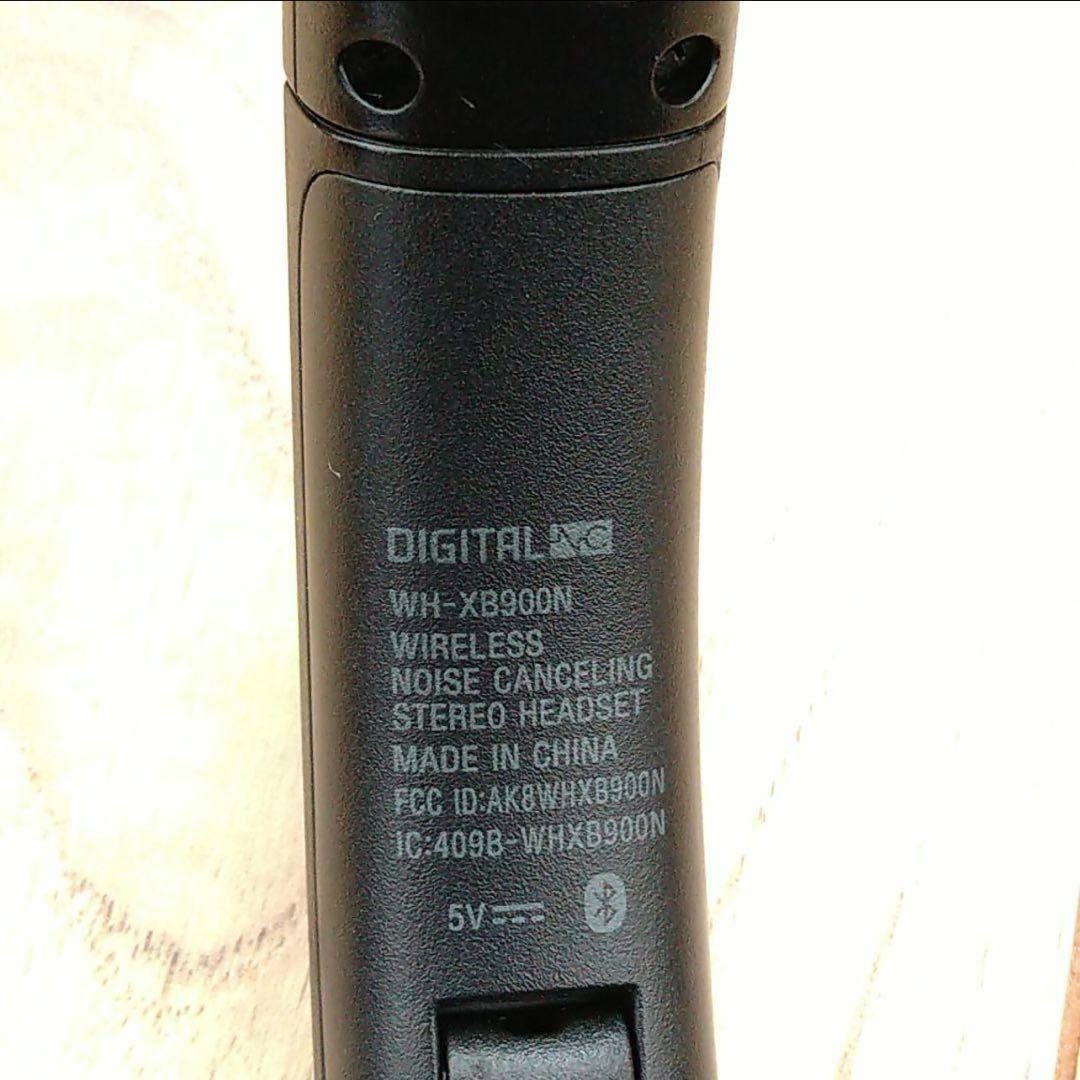 DIGITAL NC
WH-XB900N
WIRELESS
NOISE CANCELING
STEREO HEADSET
MADE IN CHINA
FCC ID:AK8WHXB900N
IC:409B-WHXB900N
5V